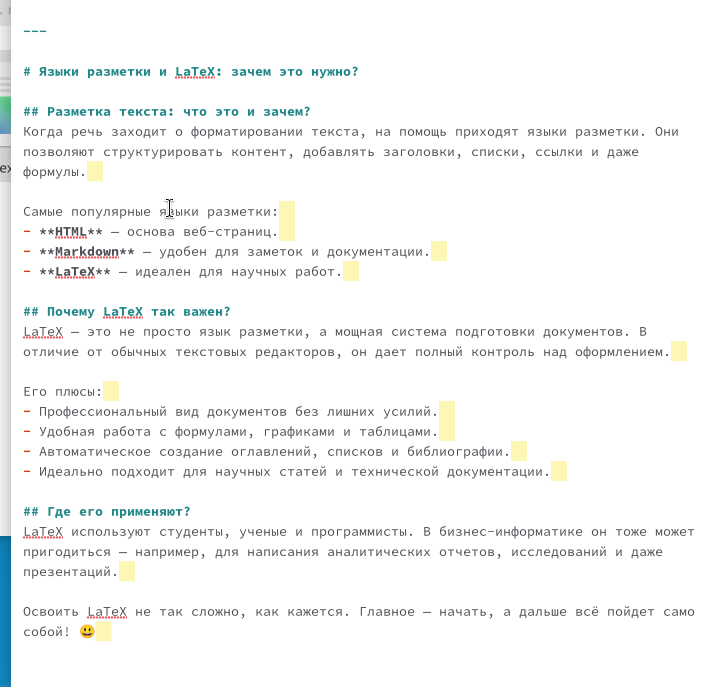 ---
# Языки разметки и LaTeX: зачем это нужно?
## Разметка текста: что это и зачем?
Когда речь заходит о форматировании текста, на помощь приходят языки разметки. Они
позволяют структурировать контент, добавлять заголовки, списки, ссылки и даже
формулы.
Самые популярные языки разметки:
- **HTML** — основа веб-страниц.
- **Markdown** — удобен для заметок и документации.
- **LaTeX** — идеален для научных работ.
## Почему LaTeX так важен?
LaTeX — это не просто язык разметки, а мощная система подготовки документов. В
отличие от обычных текстовых редакторов, он дает полный контроль над оформлением.
Его плюсы:
- Профессиональный вид документов без лишних усилий.
- Удобная работа с формулами, графиками и таблицами.
- Автоматическое создание оглавлений, списков и библиографии.
- Идеально подходит для научных статей и технической документации.
## Где его применяют?
LaTeX используют студенты, ученые и программисты. В бизнес-информатике он тоже может
пригодиться — например, для написания аналитических отчетов, исследований и даже
презентаций.
Освоить LaTeX не так сложно, как кажется. Главное — начать, а дальше всё пойдет само
собой! 😃